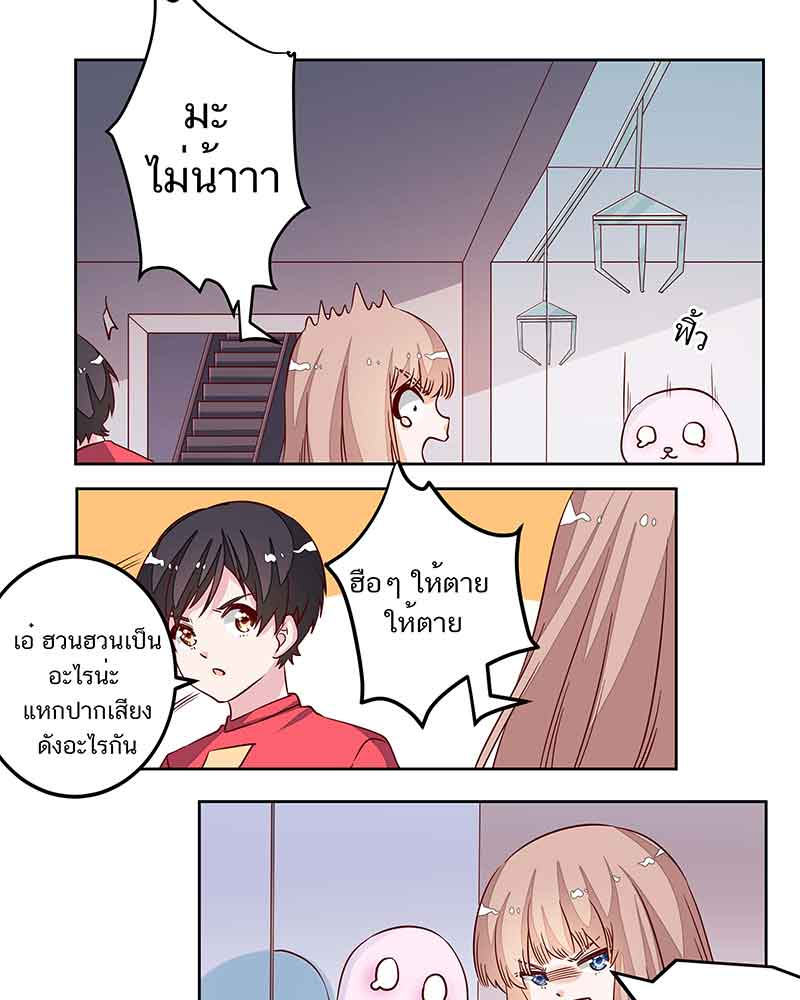 มะ
ไม่น้าาา
ฟิ้ว
ฮือๆ ให้ตาย
ให้ตาย
เอ๋ ฮวนฮวนเป็น
อะไรน่ะ
แหกปากเสียง
ดังอะไรกัน